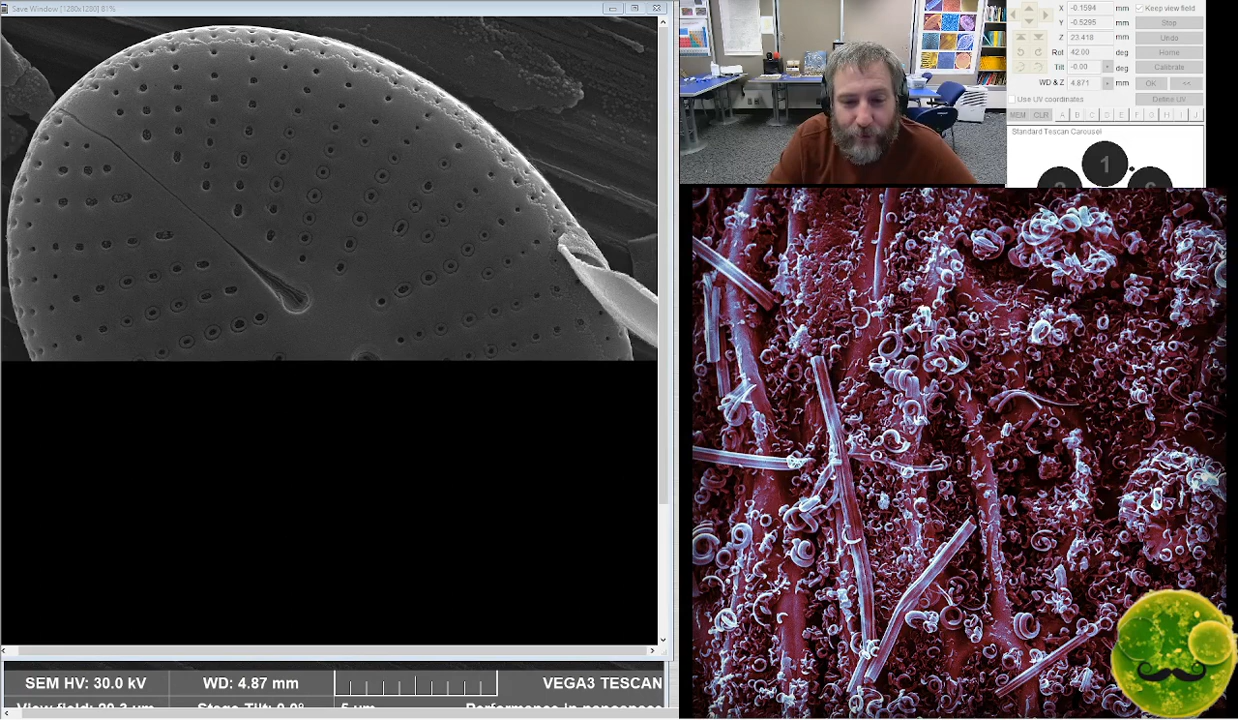 Save Window [1280x1280] 81%
SEM HV: 30.0 kV
WD: 4.87 mm
VEGA3 TESCAN
5 µm
X -0.1594 mm
Y -0.5295 mm
Z 23.418 mm
Rot 42.00 deg
Tilt -0.00 deg
WD & Z 4.871 mm
Use UV coordinates
Keep view field
Stop
Undo
Home
Calibrate
OK <<
Define UV
MEM CLR A B C D E F G H I J
Standard Tescan Carousel
1